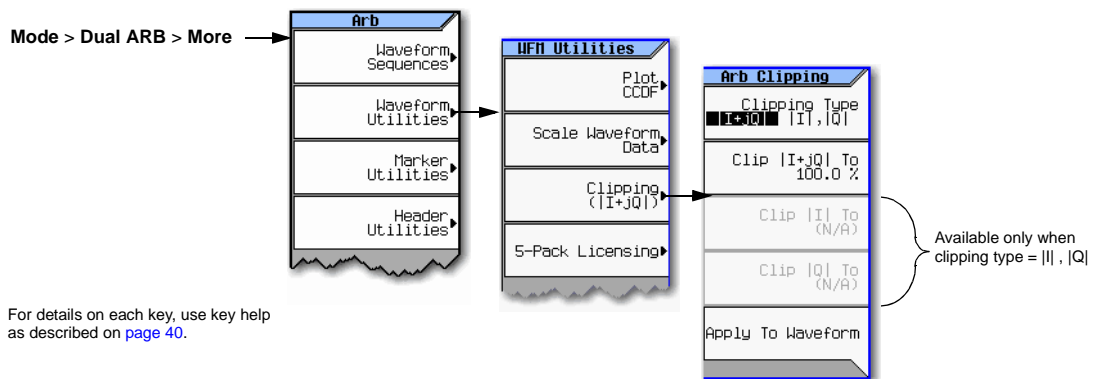 Mode > Dual ARB > More
Arb
Waveform
Sequences
Waveform
Utilities
Marker
Utilities
Header
Utilities
WFM Utilities
Plot
CCDF
Scale Waveform
Data
Clipping
(|I+jQ|)
5-Pack Licensing
Arb Clipping
Clipping Type
|I+jQ| |I|,|Q|
Clip |I+jQ| To
100.0 %
Clip |I| To
(N/A)
Clip |Q| To
(N/A)
Apply To Waveform
Available only when
clipping type = |I| , |Q|
For details on each key, use key help
as described on page 40.